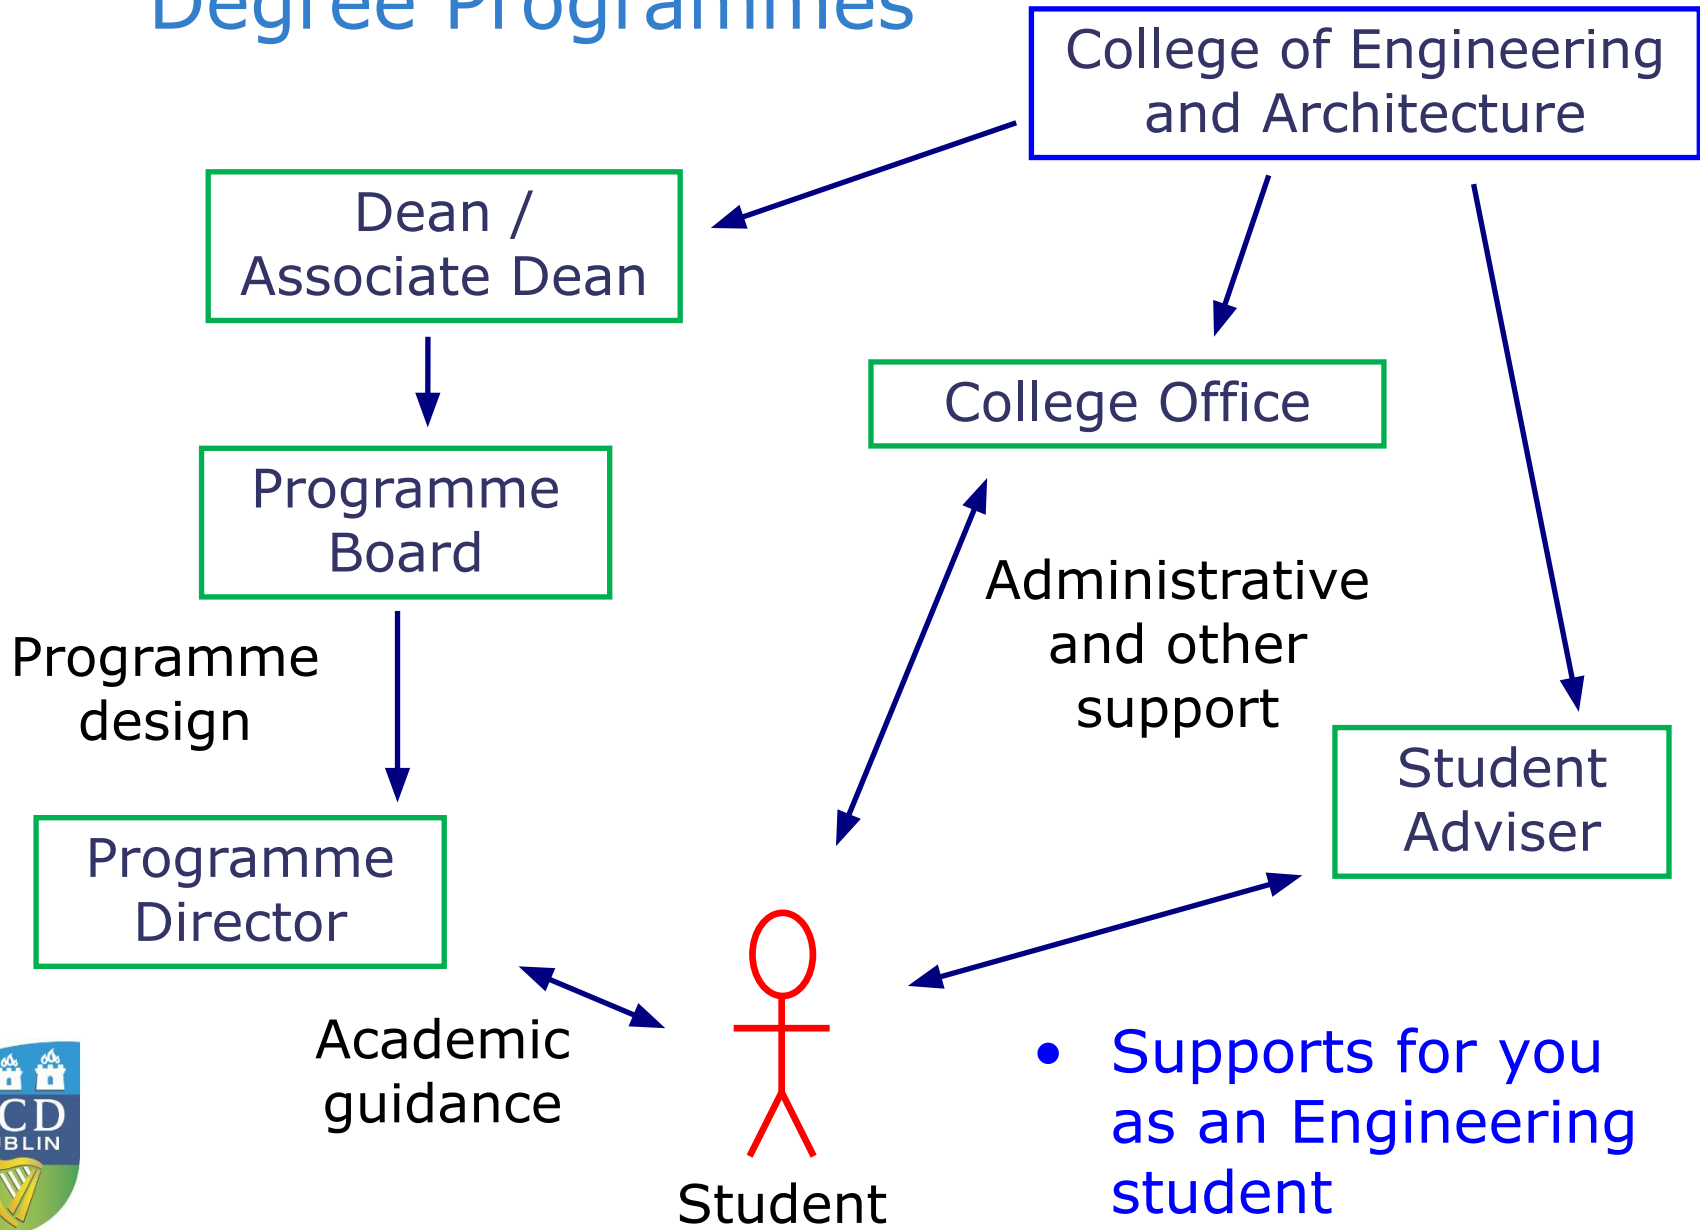 Degree Programmes
College of Engineering
and Architecture
Dean /
Associate Dean
College Office
Programme
Board
Administrative
and other
support
Programme
design
Student
Adviser
Programme
Director
Academic
guidance
Student
• Supports for you
as an Engineering
student